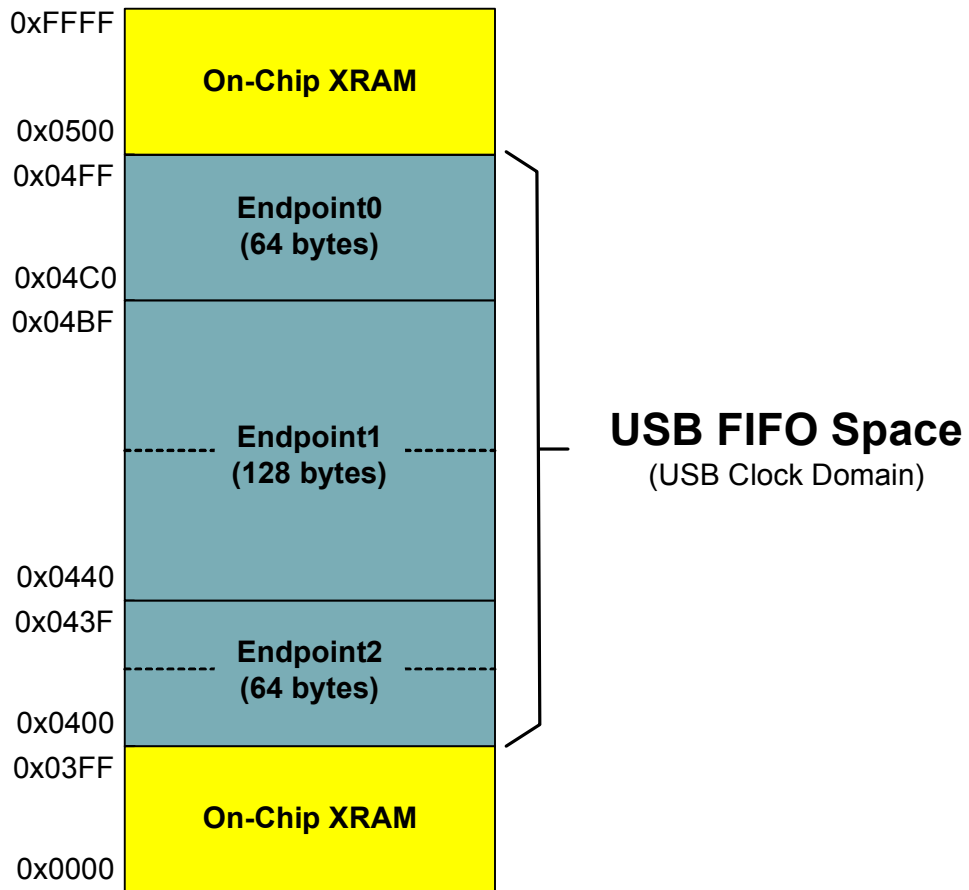 0xFFFF
On-Chip XRAM
0x0500
0x04FF
Endpoint0
(64 bytes)
0x04C0
0x04BF
Endpoint1
(128 bytes)
USB FIFO Space
(USB Clock Domain)
0x0440
0x043F
Endpoint2
(64 bytes)
0x0400
0x03FF
On-Chip XRAM
0x0000